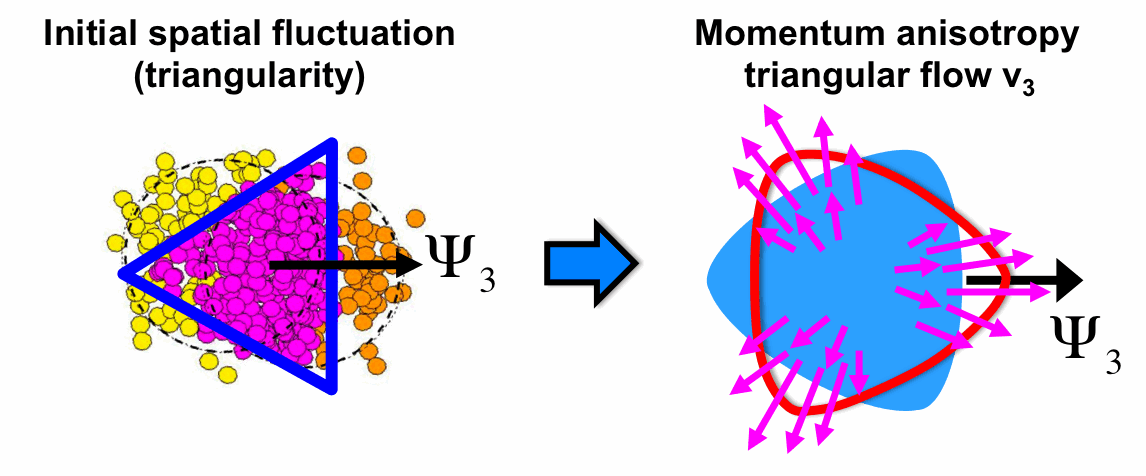 Initial spatial fluctuation
(triangularity)
Momentum anisotropy
triangular flow v₃
Ψ₃
Ψ₃